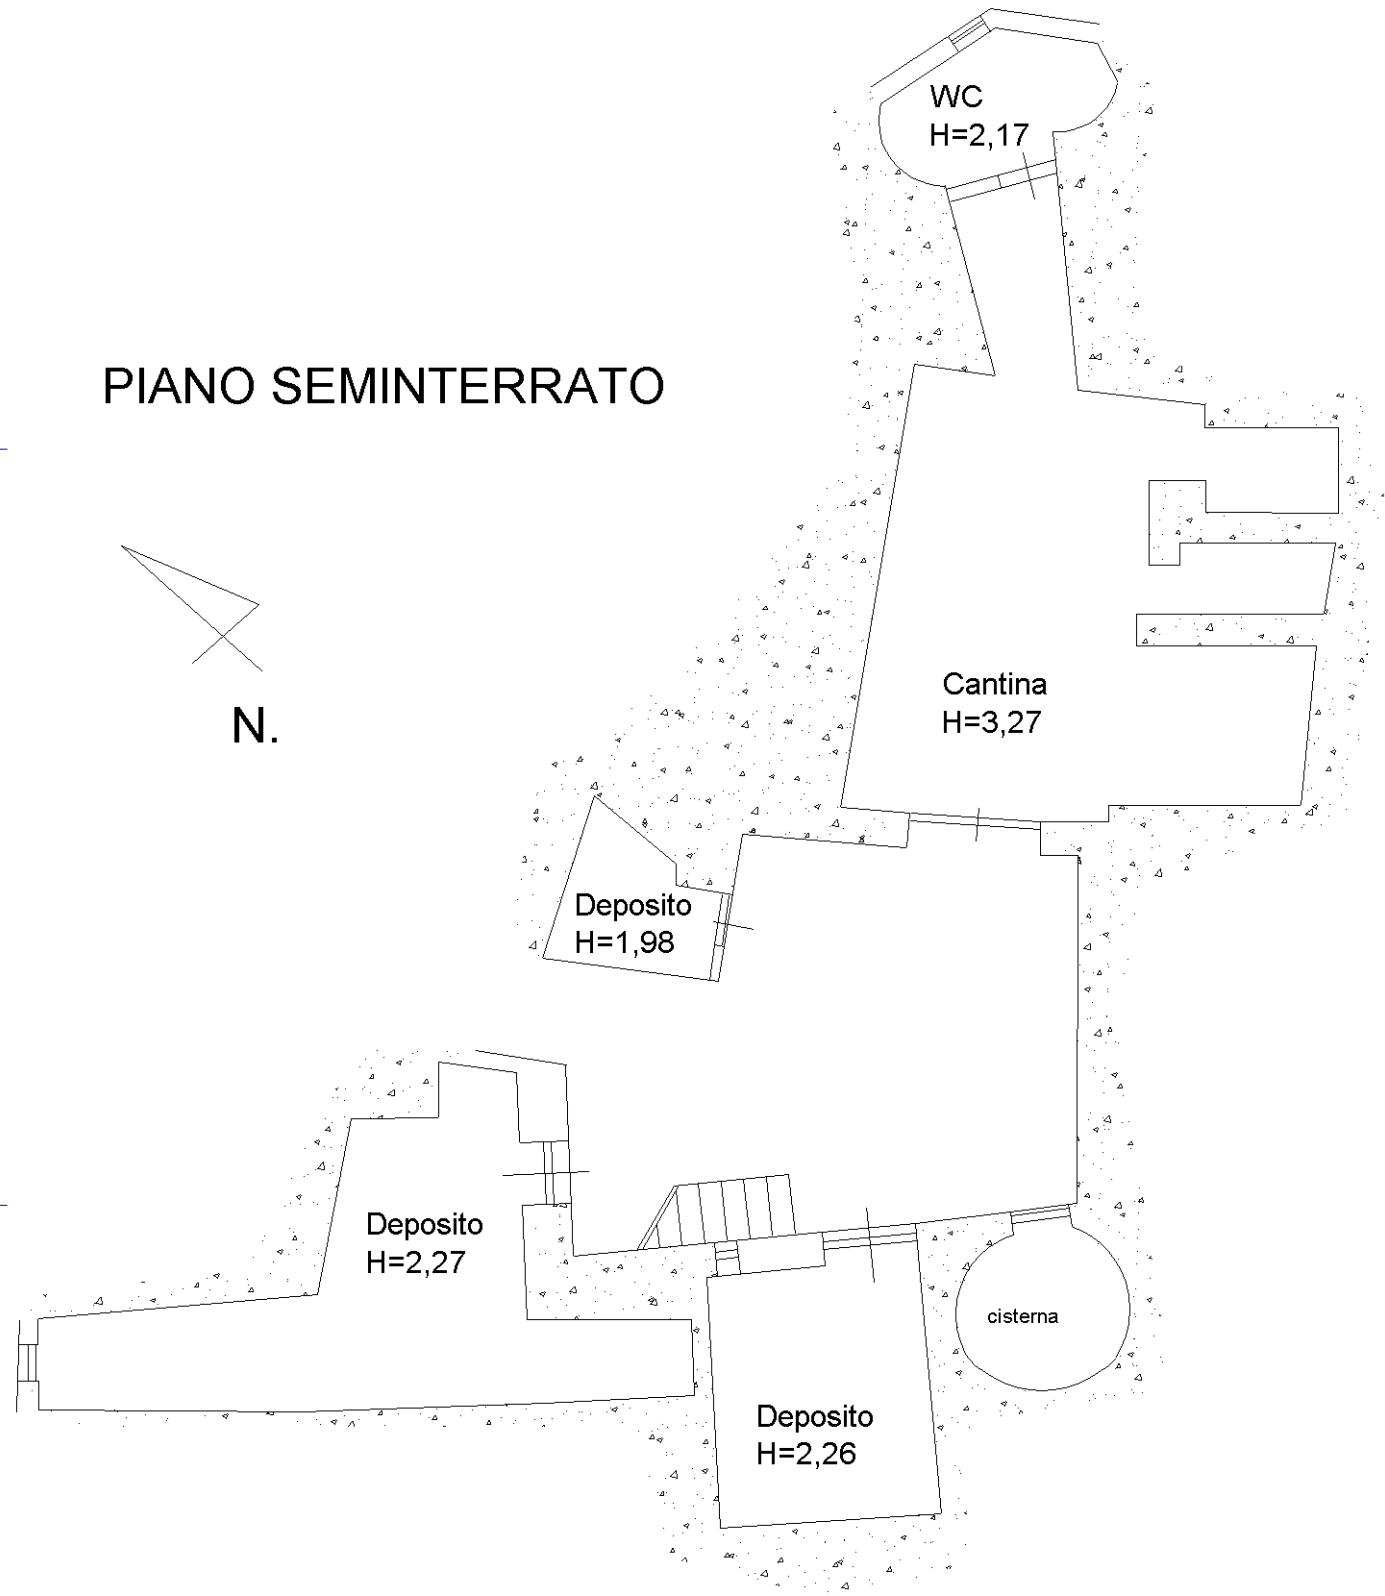 WC
H=2,17
PIANO SEMINTERRATO
N.
Cantina
H=3,27
Deposito
H=1,98
Deposito
H=2,27
cisterna
Deposito
H=2,26